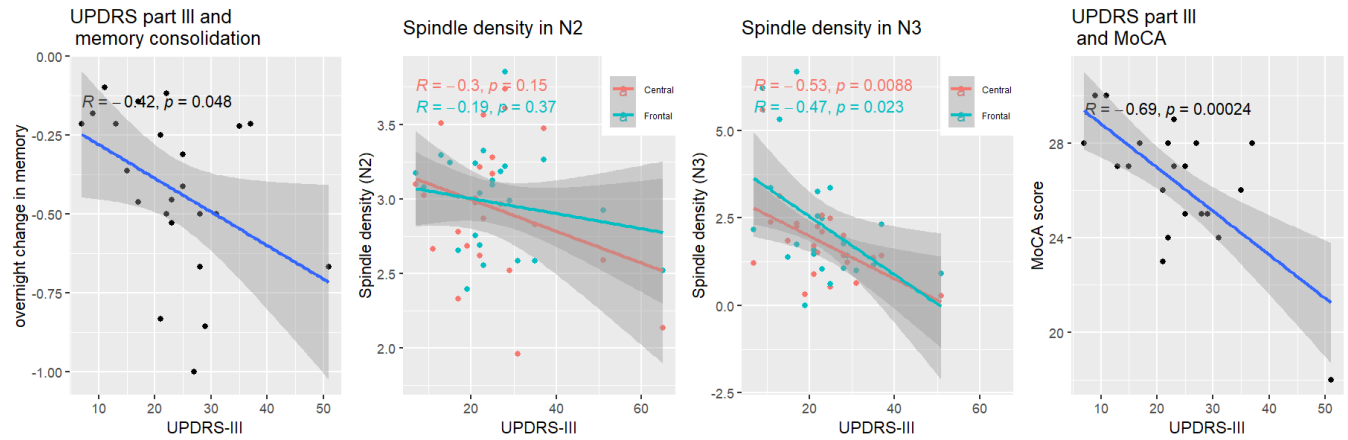 UPDRS part III and
memory consolidation
R = −0.42, p = 0.048
0.00
-0.25
-0.50
-0.75
-1.00
overnight change in memory
10
20
30
40
50
UPDRS-III
Spindle density in N2
R = −0.3, p = 0.15
R = −0.19, p = 0.37
Central
Frontal
3.5
3.0
2.5
2.0
Spindle density (N2)
20
40
60
UPDRS-III
Spindle density in N3
R = −0.53, p = 0.0088
R = −0.47, p = 0.023
Central
Frontal
5.0
2.5
0.0
-2.5
Spindle density (N3)
20
40
60
UPDRS-III
UPDRS part III
and MoCA
R = −0.69, p = 0.00024
28
24
20
MoCA score
10
20
30
40
50
UPDRS-III